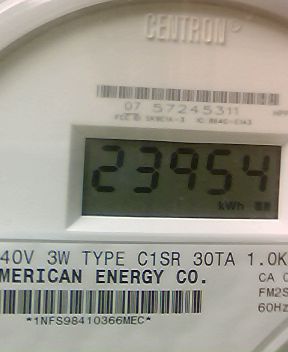 CENTRON®
07 57245311
23954
kWh
40V 3W TYPE C1SR 30TA 1.0K
MERICAN ENERGY CO.
CA
FM2S
60Hz
*1NFS98410366MEC*